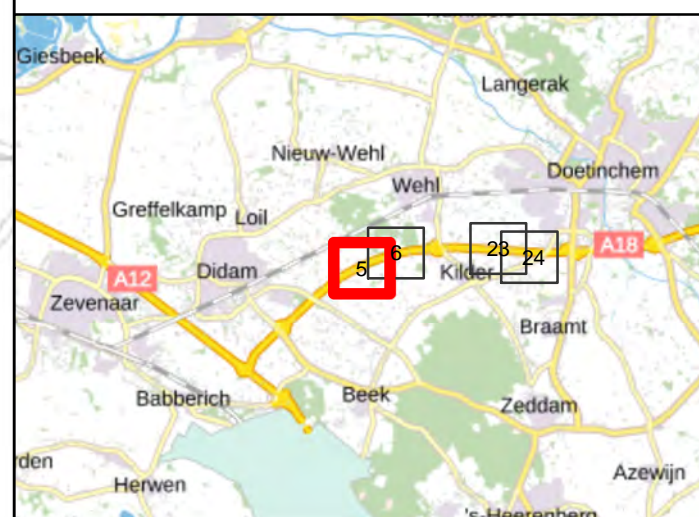 Giesbeek
Langerak
Nieuw-Wehl
Doetinchem
Wehl
Greffelkamp
Loil
A18
6
23
24
5
Kilder
Didam
A12
Zevenaar
Braamt
Babberich
Beek
Zeddam
rden
Herwen
Azewijn
's-Heerenberg